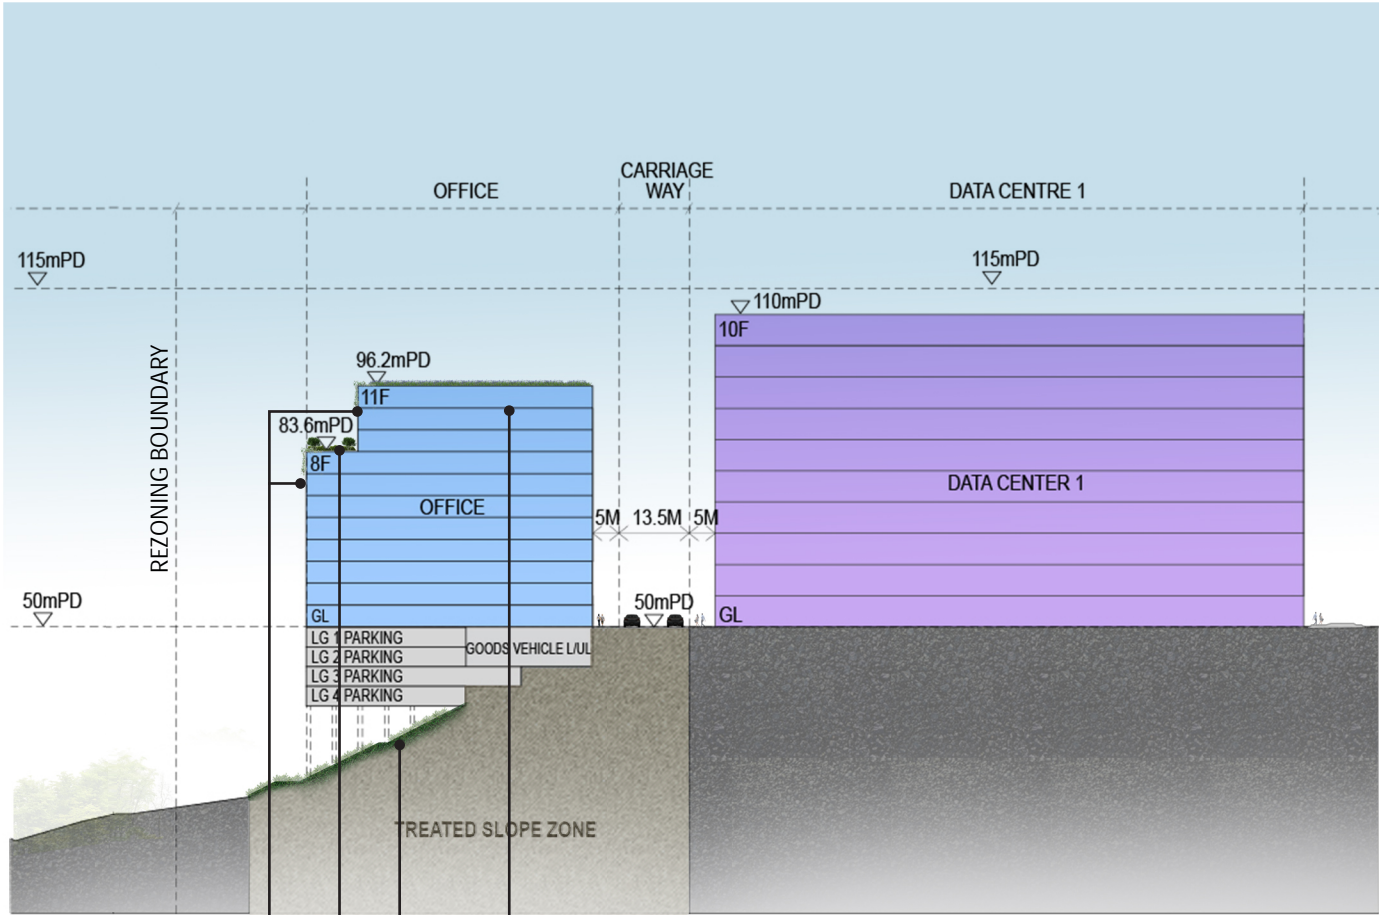 CARRIAGE
WAY
OFFICE
DATA CENTRE 1
115mPD
115mPD
110mPD
10F
REZONING BOUNDARY
96.2mPD
11F
83.6mPD
8F
OFFICE
DATA CENTER 1
5M
13.5M
5M
50mPD
50mPD
GL
GL
LG 1 PARKING
LG 2 PARKING
GOODS VEHICLE L/UL
LG 3 PARKING
LG 4 PARKING
TREATED SLOPE ZONE